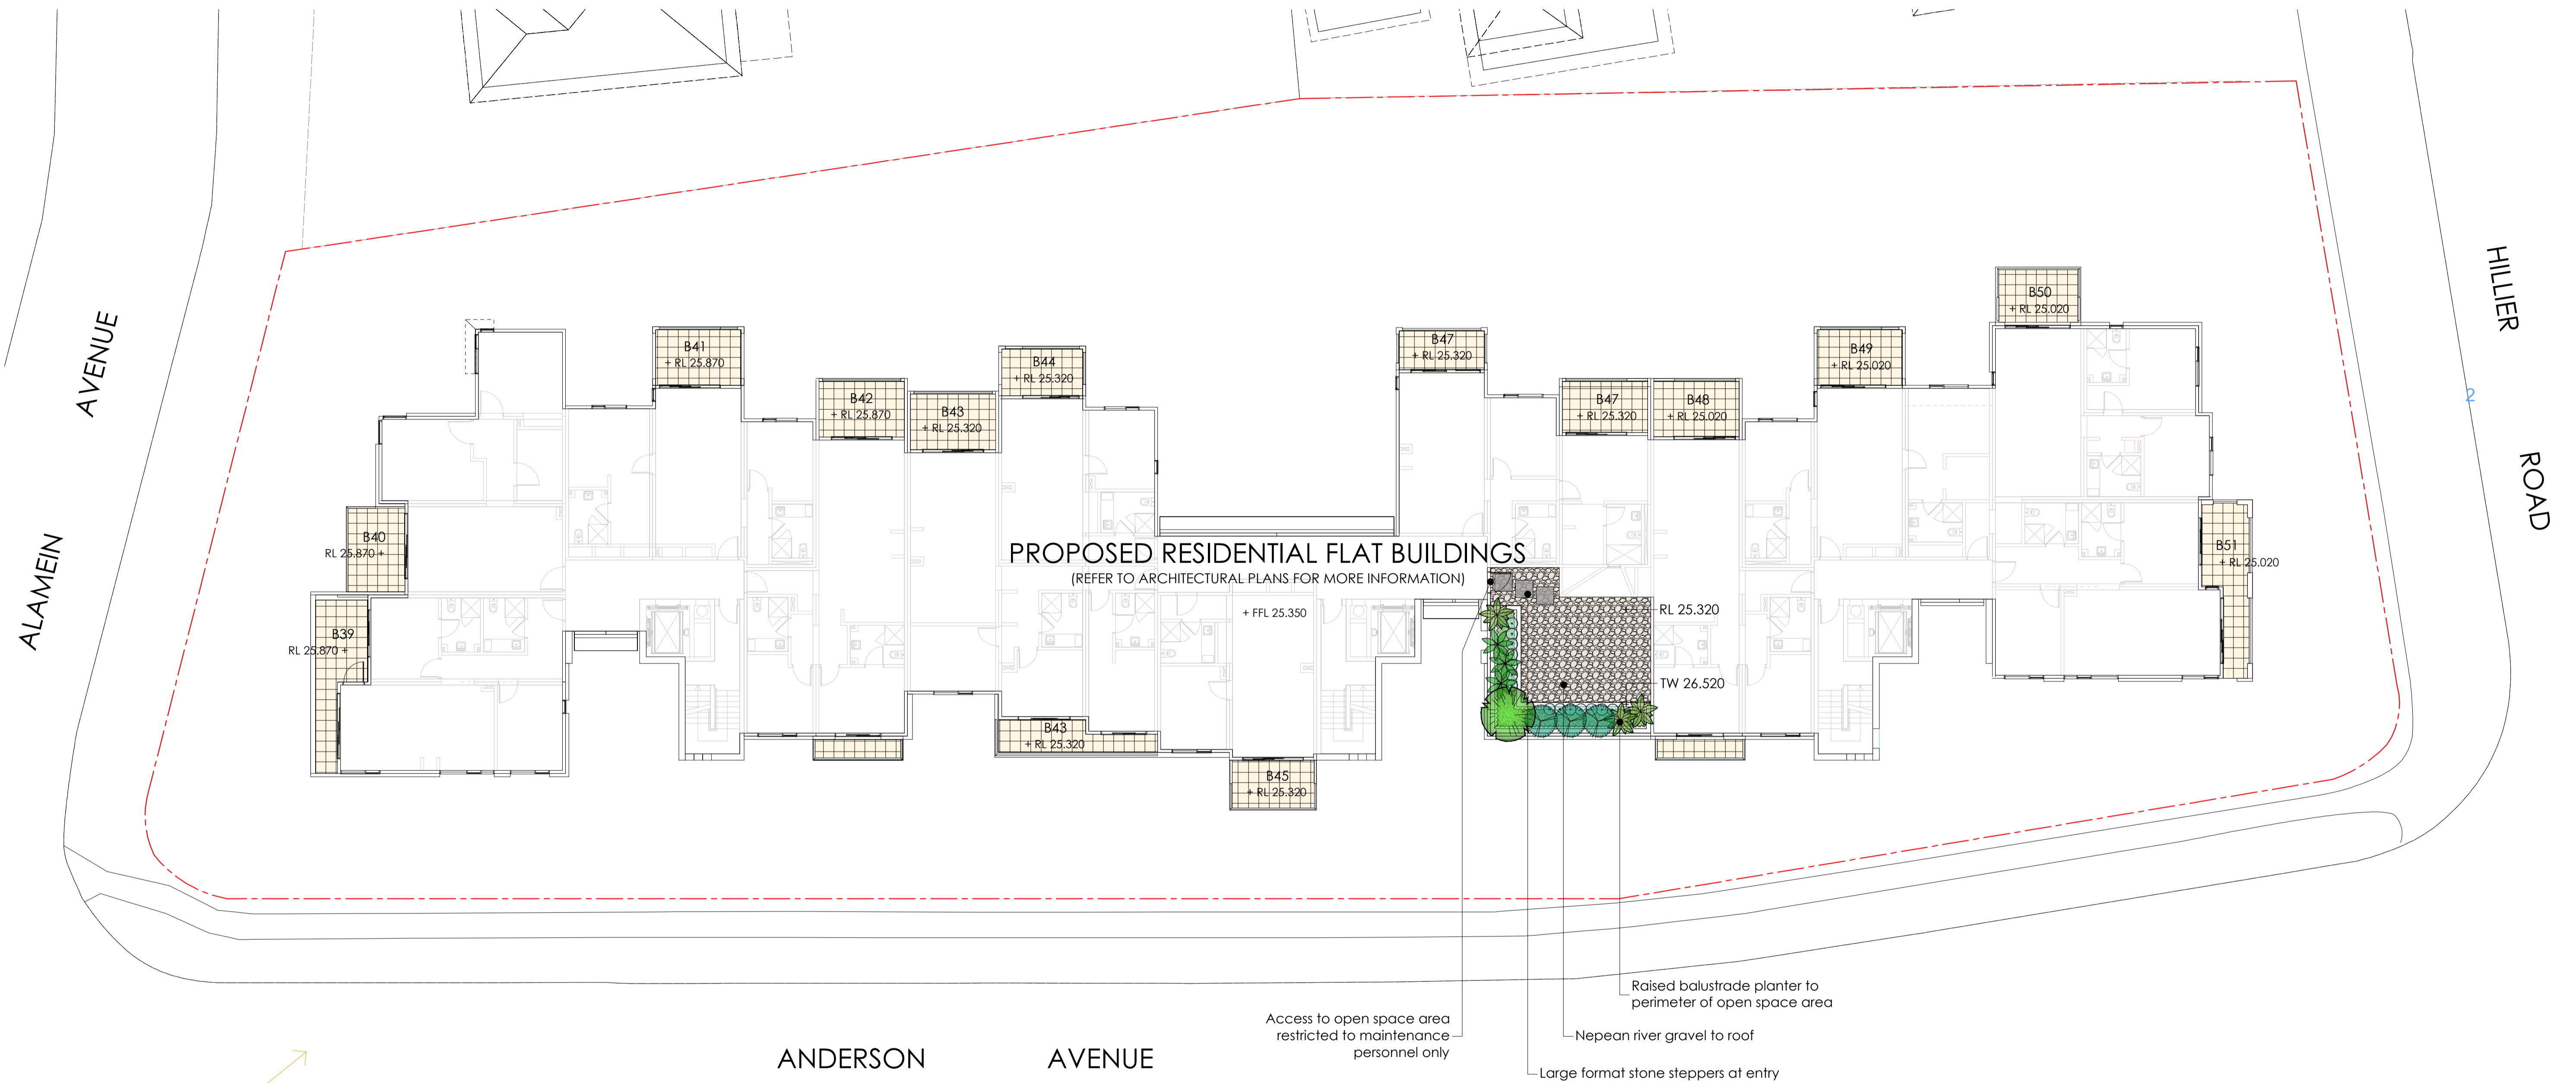 B50
+ RL 25.020
B41
+ RL 25.870
B44
+ RL 25.320
B47
+ RL 25.320
B49
+ RL 25.020
B42
+ RL 25.870
B43
+ RL 25.320
B47
+ RL 25.320
B48
+ RL 25.020
2
ALAMEIN AVENUE
HILLIER ROAD
B40
RL 25.870 +
B51
+ RL 25.020
PROPOSED RESIDENTIAL FLAT BUILDINGS
(REFER TO ARCHITECTURAL PLANS FOR MORE INFORMATION)
+ FFL 25.350
RL 25.320
B39
RL 25.870 +
TW 26.520
B43
+ RL 25.320
B45
+ RL 25.320
Raised balustrade planter to
perimeter of open space area
Access to open space area
restricted to maintenance
personnel only
Nepean river gravel to roof
Large format stone steppers at entry
ANDERSON AVENUE